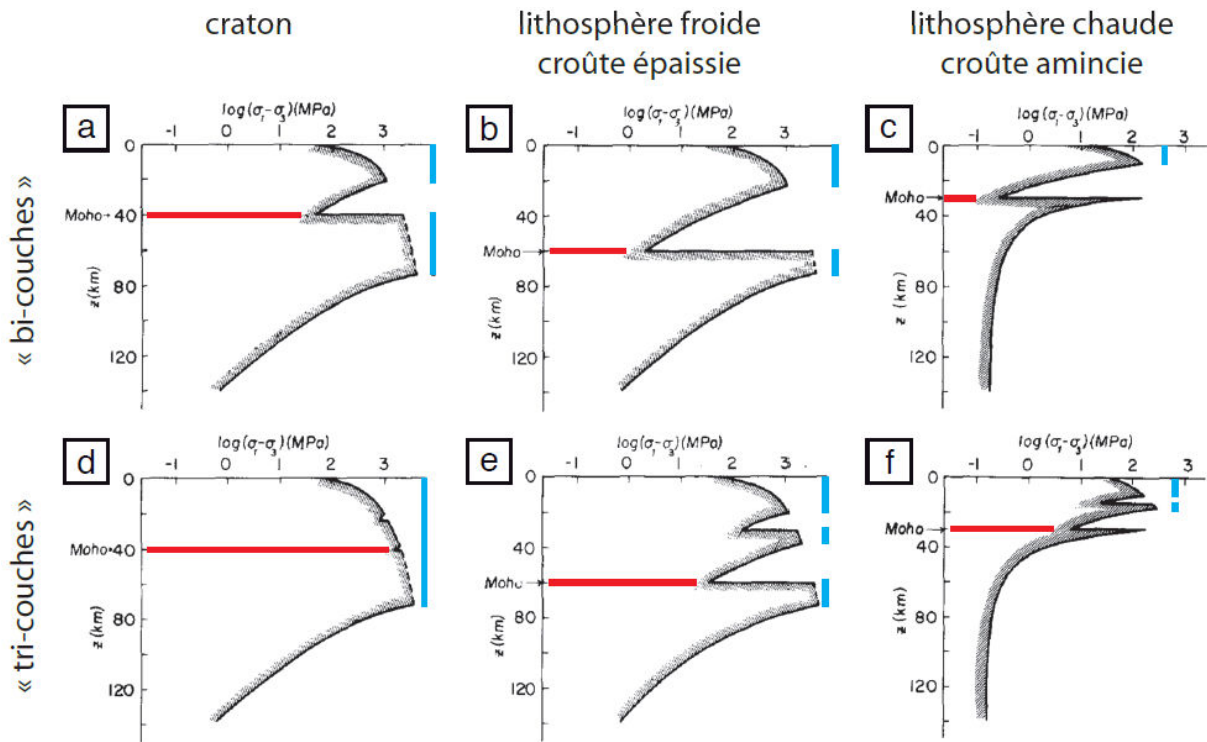 craton
lithosphère froide
croûte épaissie
lithosphère chaude
croûte amincie
« bi-couches »
a
log(σ₁-σ₃)(MPa)
-1 0 1 2 3
0
Moho
40
80
120
z(km)
b
log(σ₁-σ₃)(MPa)
-1 0 1 2 3
0
40
Moho
80
120
z(km)
c
log(σ₁-σ₃)(MPa)
-1 0 1 2 3
0
Moho
40
80
120
z (km)
« tri-couches »
d
log(σ₁-σ₃)(MPa)
-1 0 1 2 3
0
Moho
40
80
120
z(km)
e
log(σ₁-σ₃)(MPa)
-1 0 1 2 3
0
40
Moho
80
120
z(km)
f
log(σ₁-σ₃)(MPa)
-1 0 1 2 3
0
Moho
40
80
120
z (km)